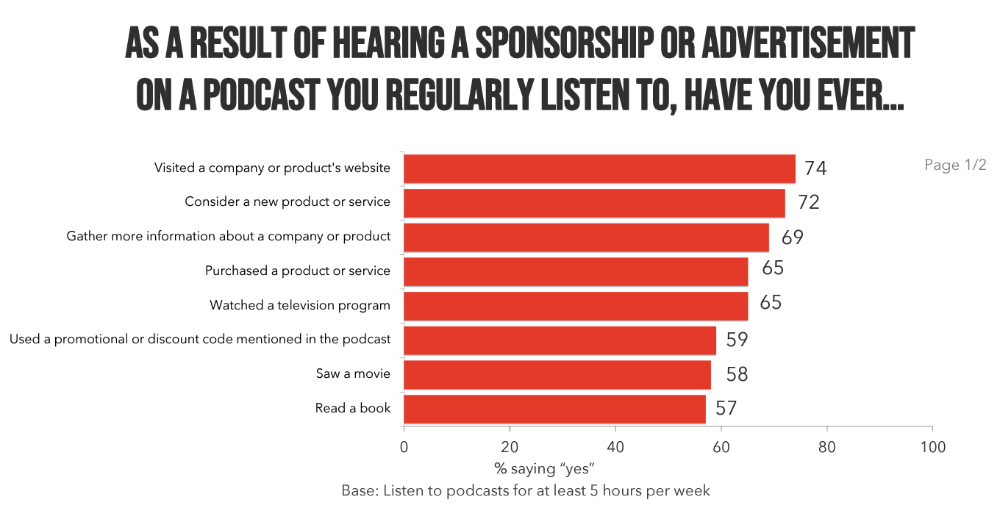 AS A RESULT OF HEARING A SPONSORSHIP OR ADVERTISEMENT
ON A PODCAST YOU REGULARLY LISTEN TO, HAVE YOU EVER...
Page 1/2
Visited a company or product's website 74
Consider a new product or service 72
Gather more information about a company or product 69
Purchased a product or service 65
Watched a television program 65
Used a promotional or discount code mentioned in the podcast 59
Saw a movie 58
Read a book 57
0 20 40 60 80 100
% saying “yes”
Base: Listen to podcasts for at least 5 hours per week